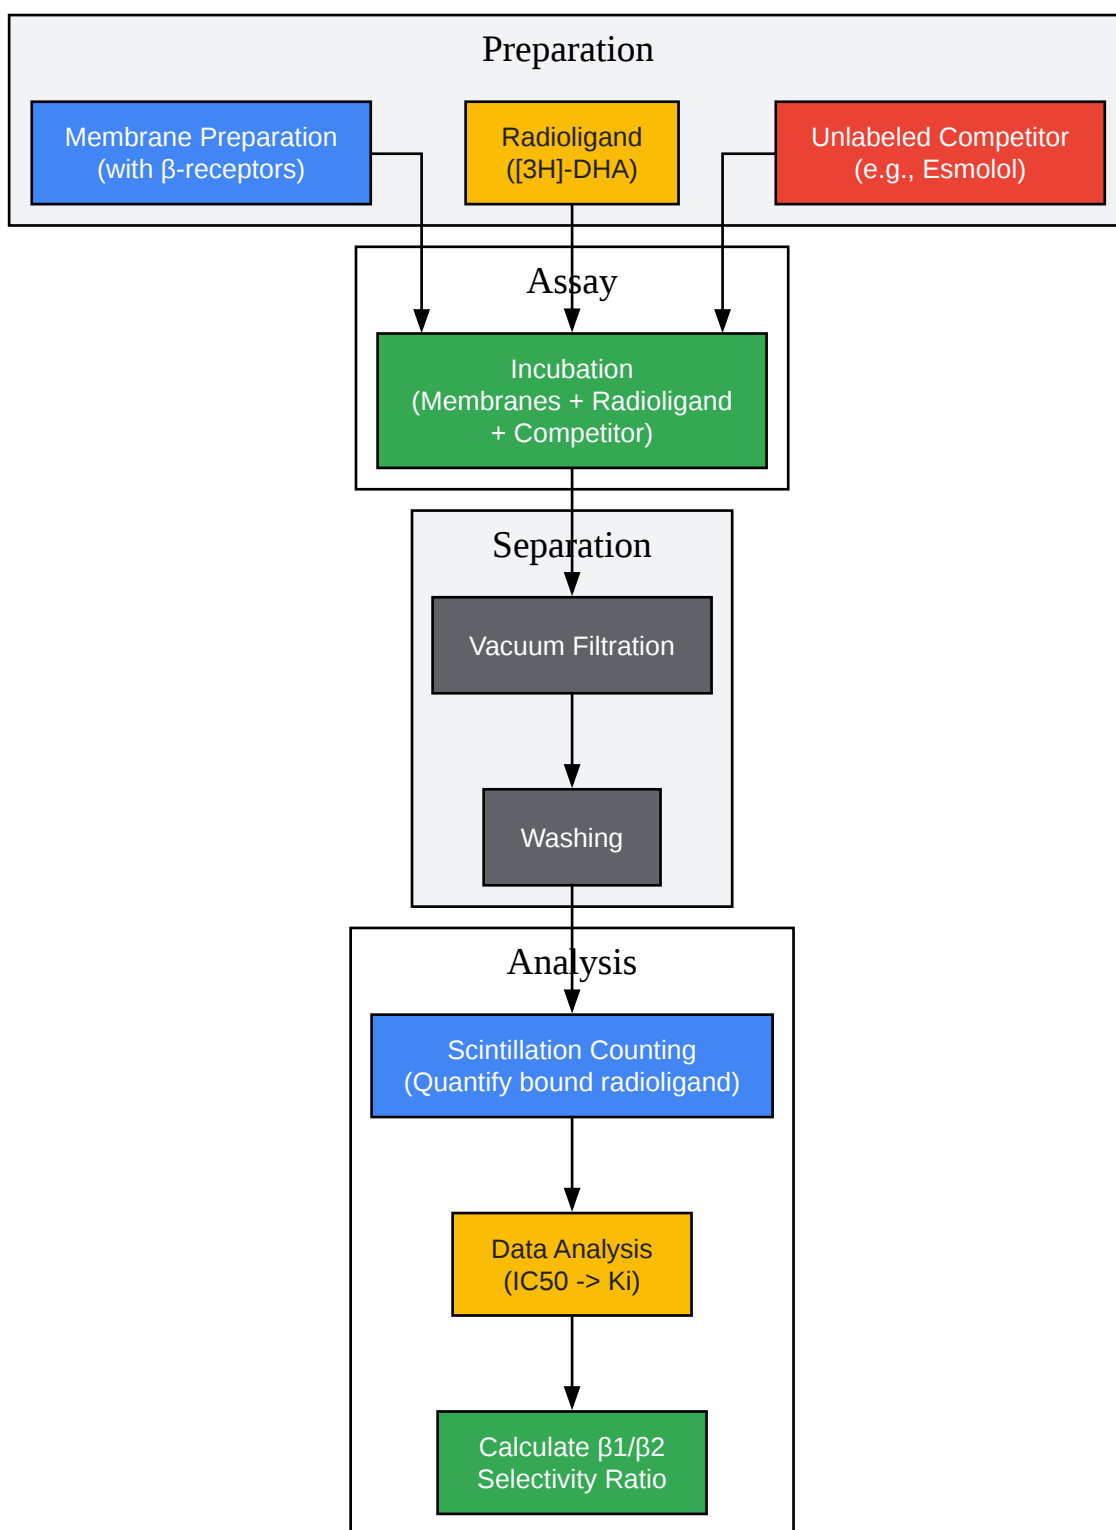 Preparation
Membrane Preparation
(with β-receptors)
Radioligand
([3H]-DHA)
Unlabeled Competitor
(e.g., Esmolol)
Assay
Incubation
(Membranes + Radioligand
+ Competitor)
Separation
Vacuum Filtration
Washing
Analysis
Scintillation Counting
(Quantify bound radioligand)
Data Analysis
(IC50 -> Ki)
Calculate β1/β2
Selectivity Ratio